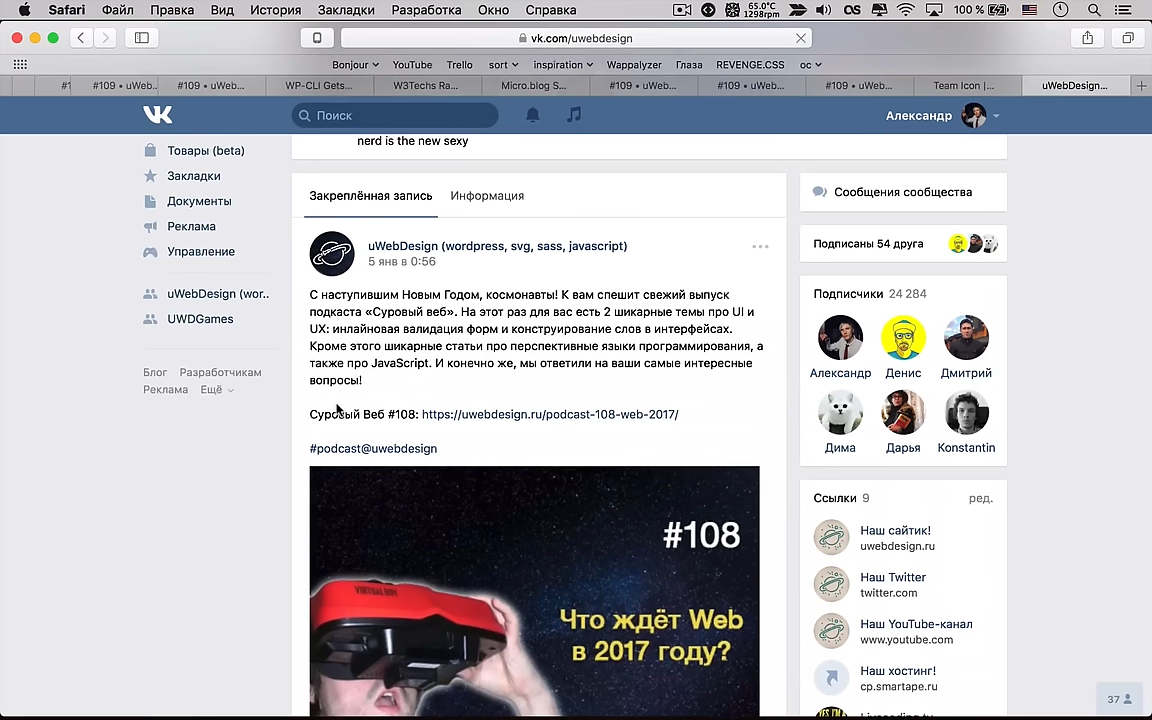 Safari Файл Правка Вид История Закладки Разработка Окно Справка 65.0°C 1298rpm 100 %
vk.com/uwebdesign
Bonjour YouTube Trello sort inspiration Wappalyzer Глаза REVENGE.CSS ос
#1 #109 • uWeb.. #109 • uWeb... WP-CLI Gets... W3Techs Ra... Micro.blog S... #109 • uWeb... #109 • uWeb... #109 • uWeb... Team Icon |... uWebDesign...
Поиск Александр
nerd is the new sexy
Товары (beta)
Закладки
Документы
Реклама
Управление
uWebDesign (wor..
UWDGames
Блог Разработчикам
Реклама Ещё
Закреплённая запись Информация
uWebDesign (wordpress, svg, sass, javascript)
5 янв в 0:56
С наступившим Новым Годом, космонавты! К вам спешит свежий выпуск
подкаста «Суровый веб». На этот раз для вас есть 2 шикарные темы про UI и
UX: инлайновая валидация форм и конструирование слов в интерфейсах.
Кроме этого шикарные статьи про перспективные языки программирования, а
также про JavaScript. И конечно же, мы ответили на ваши самые интересные
вопросы!
Суровый Веб #108: https://uwebdesign.ru/podcast-108-web-2017/
#podcast@uwebdesign
#108
VIRTUAL BOY
Что ждёт Web
в 2017 году?
Сообщения сообщества
Подписаны 54 друга
Подписчики 24 284
Александр Денис Дмитрий
Дима Дарья Konstantin
Ссылки 9 ред.
Наш сайтик!
uwebdesign.ru
Наш Twitter
twitter.com
Наш YouTube-канал
www.youtube.com
Наш хостинг!
cp.smartape.ru
Livecoding.tv
37